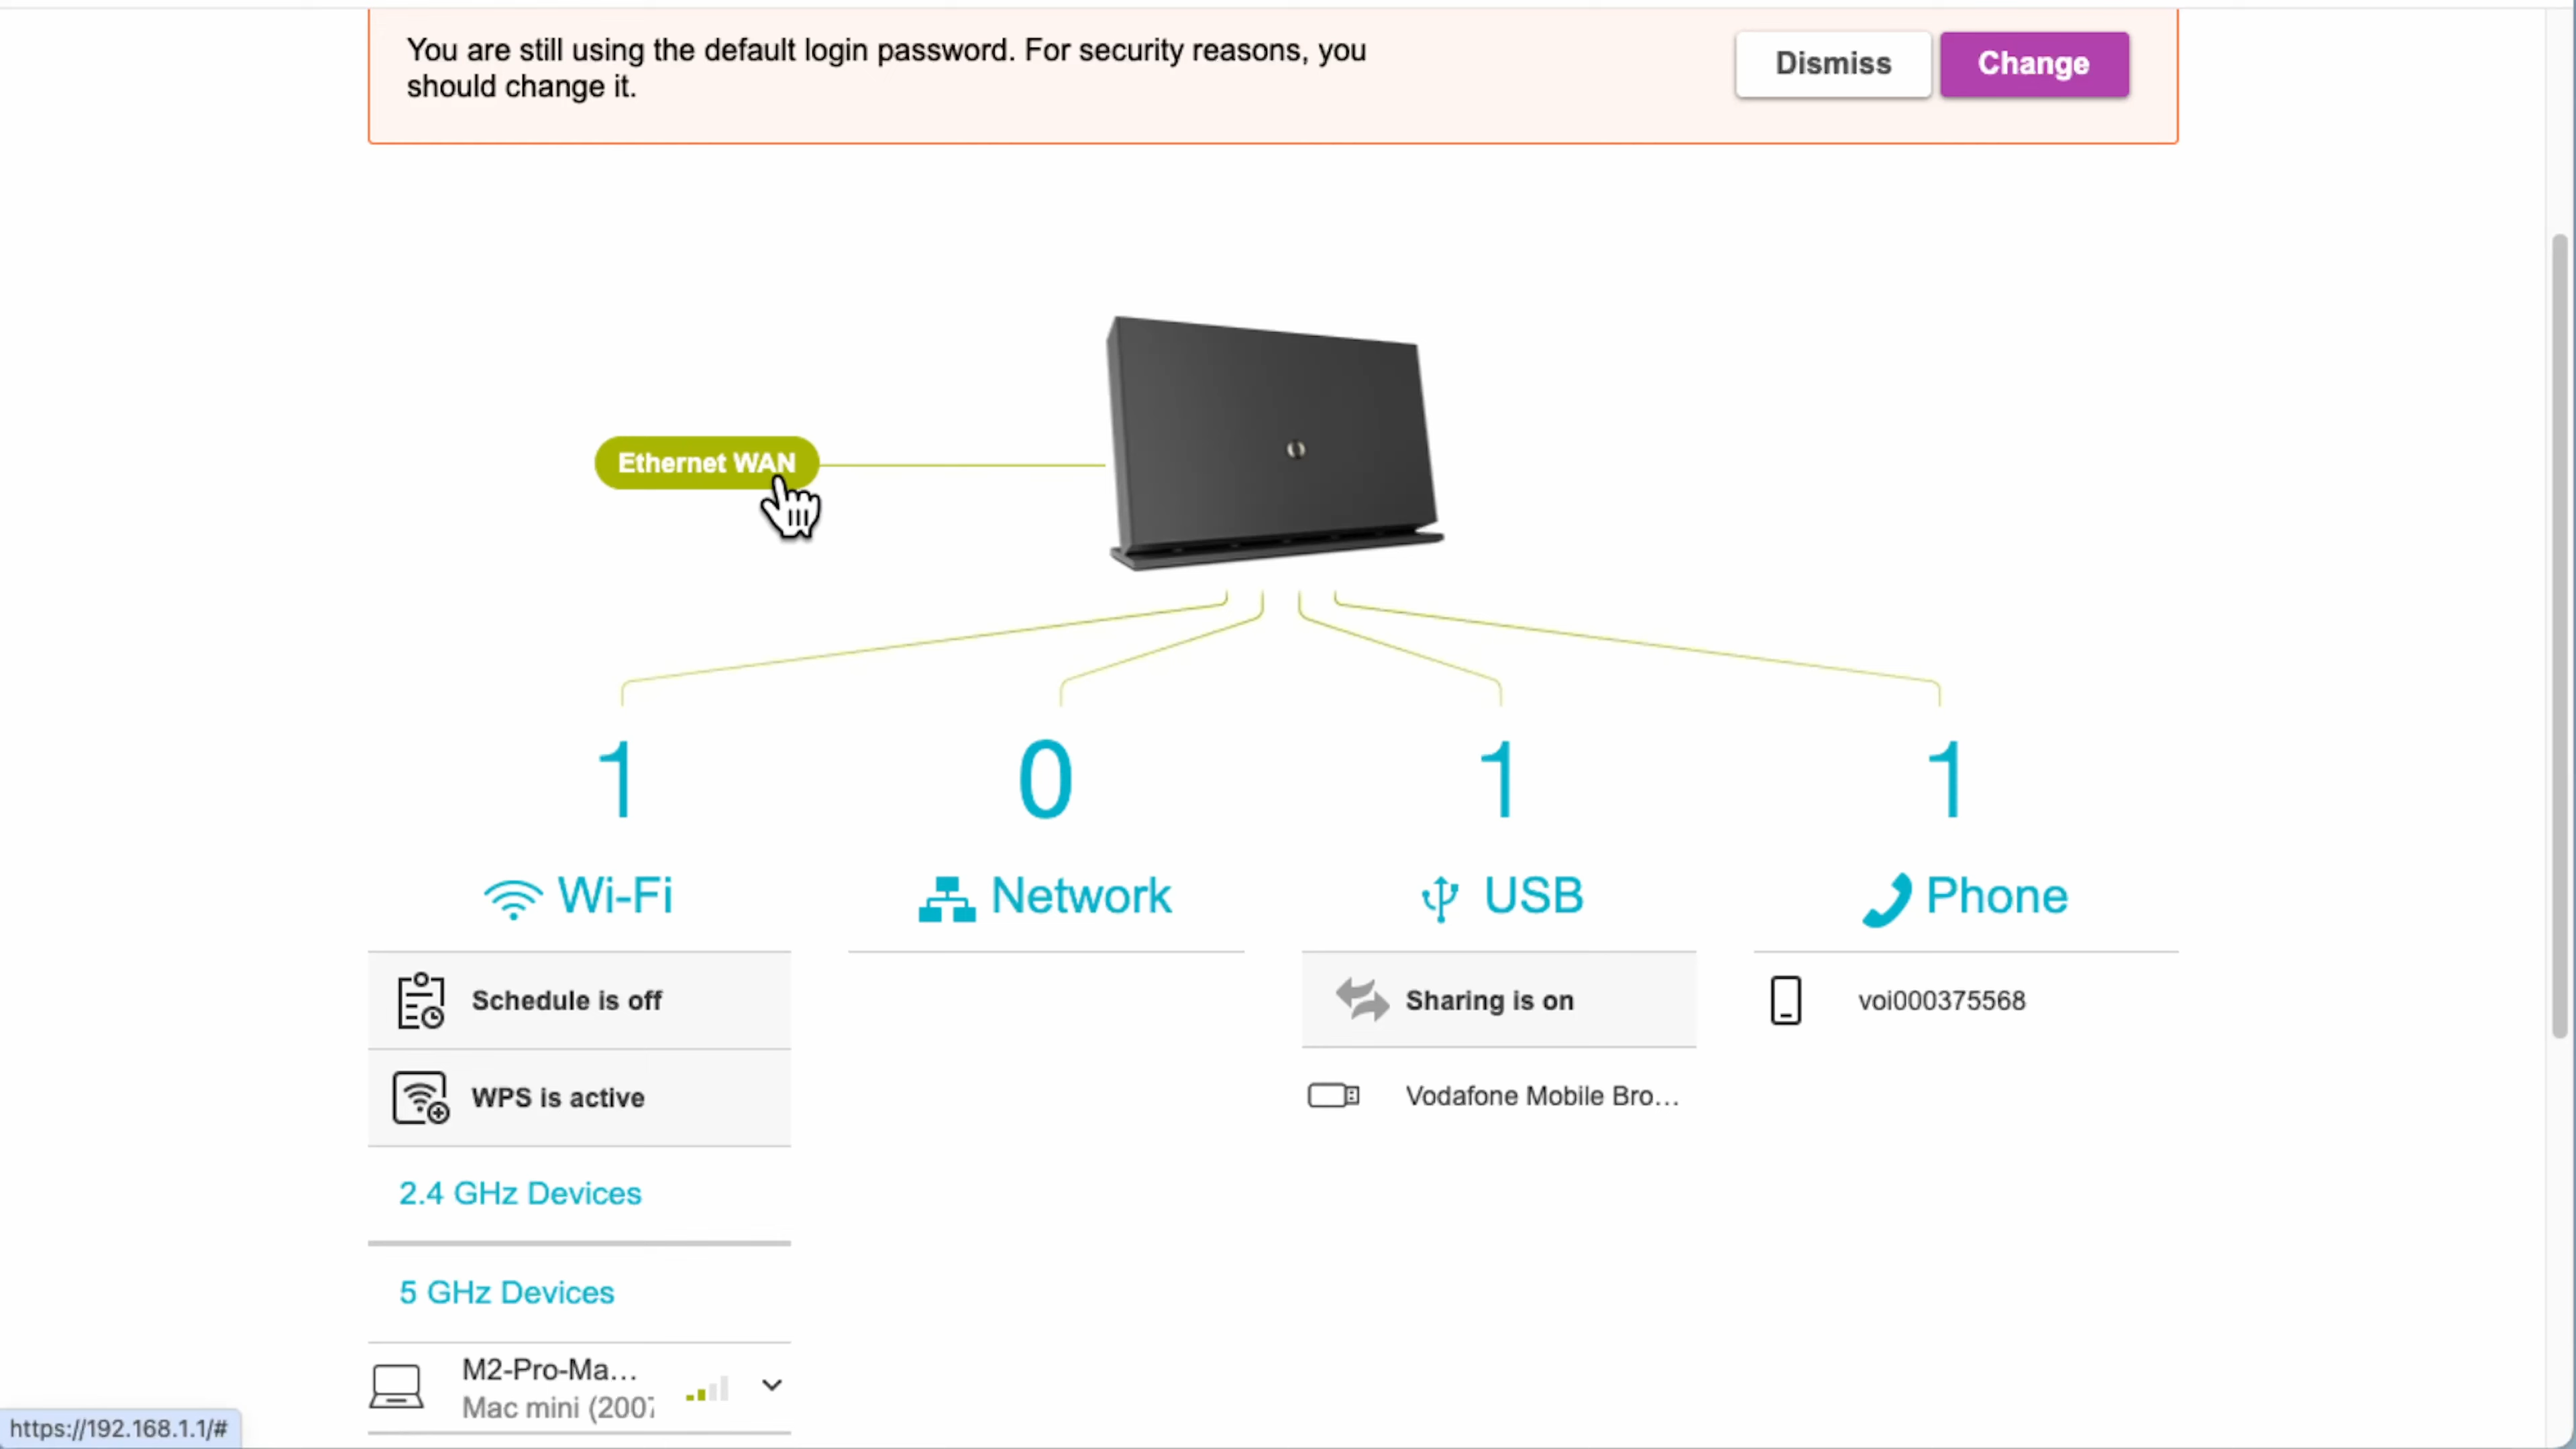 You are still using the default login password. For security reasons, you
should change it.
Dismiss
Change
Ethernet WAN
1
0
1
1
Wi-Fi
Network
USB
Phone
Schedule is off
Sharing is on
voi000375568
WPS is active
Vodafone Mobile Bro...
2.4 GHz Devices
5 GHz Devices
M2-Pro-Ma...
Mac mini (2007
https://192.168.1.1/#